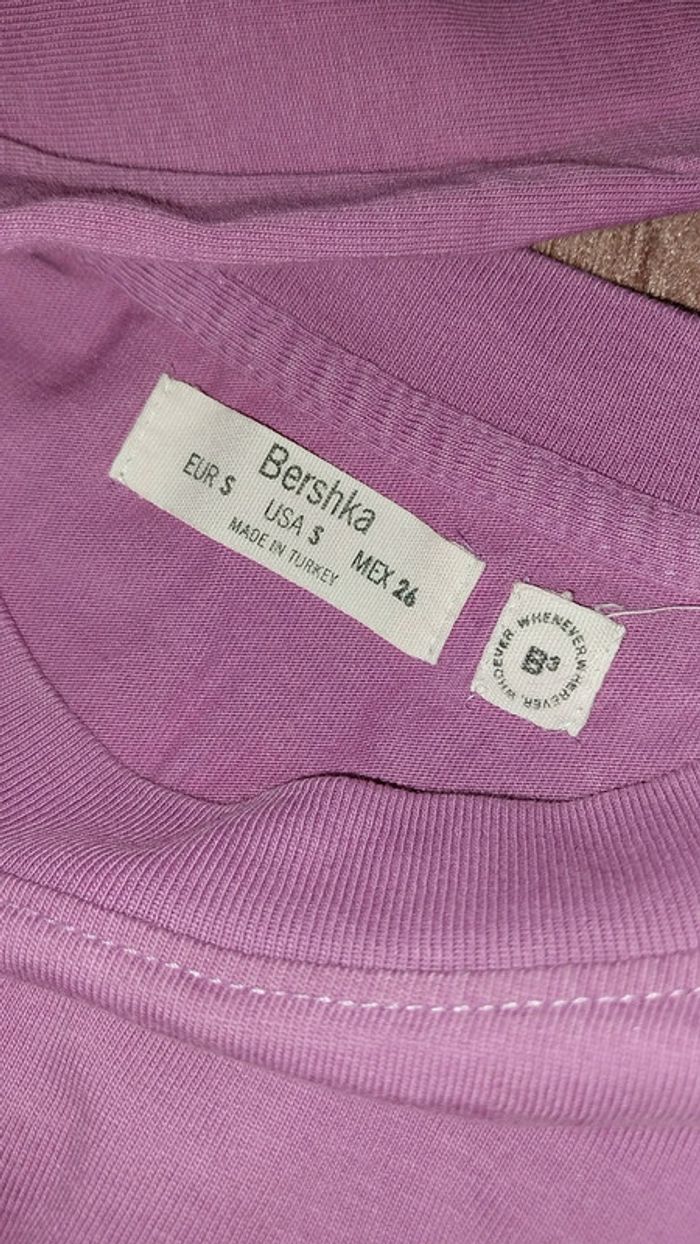 Bershka
EUR S USA S MEX 26
MADE IN TURKEY
WHOEVER. WHENEVER. WHEREVER.
B³